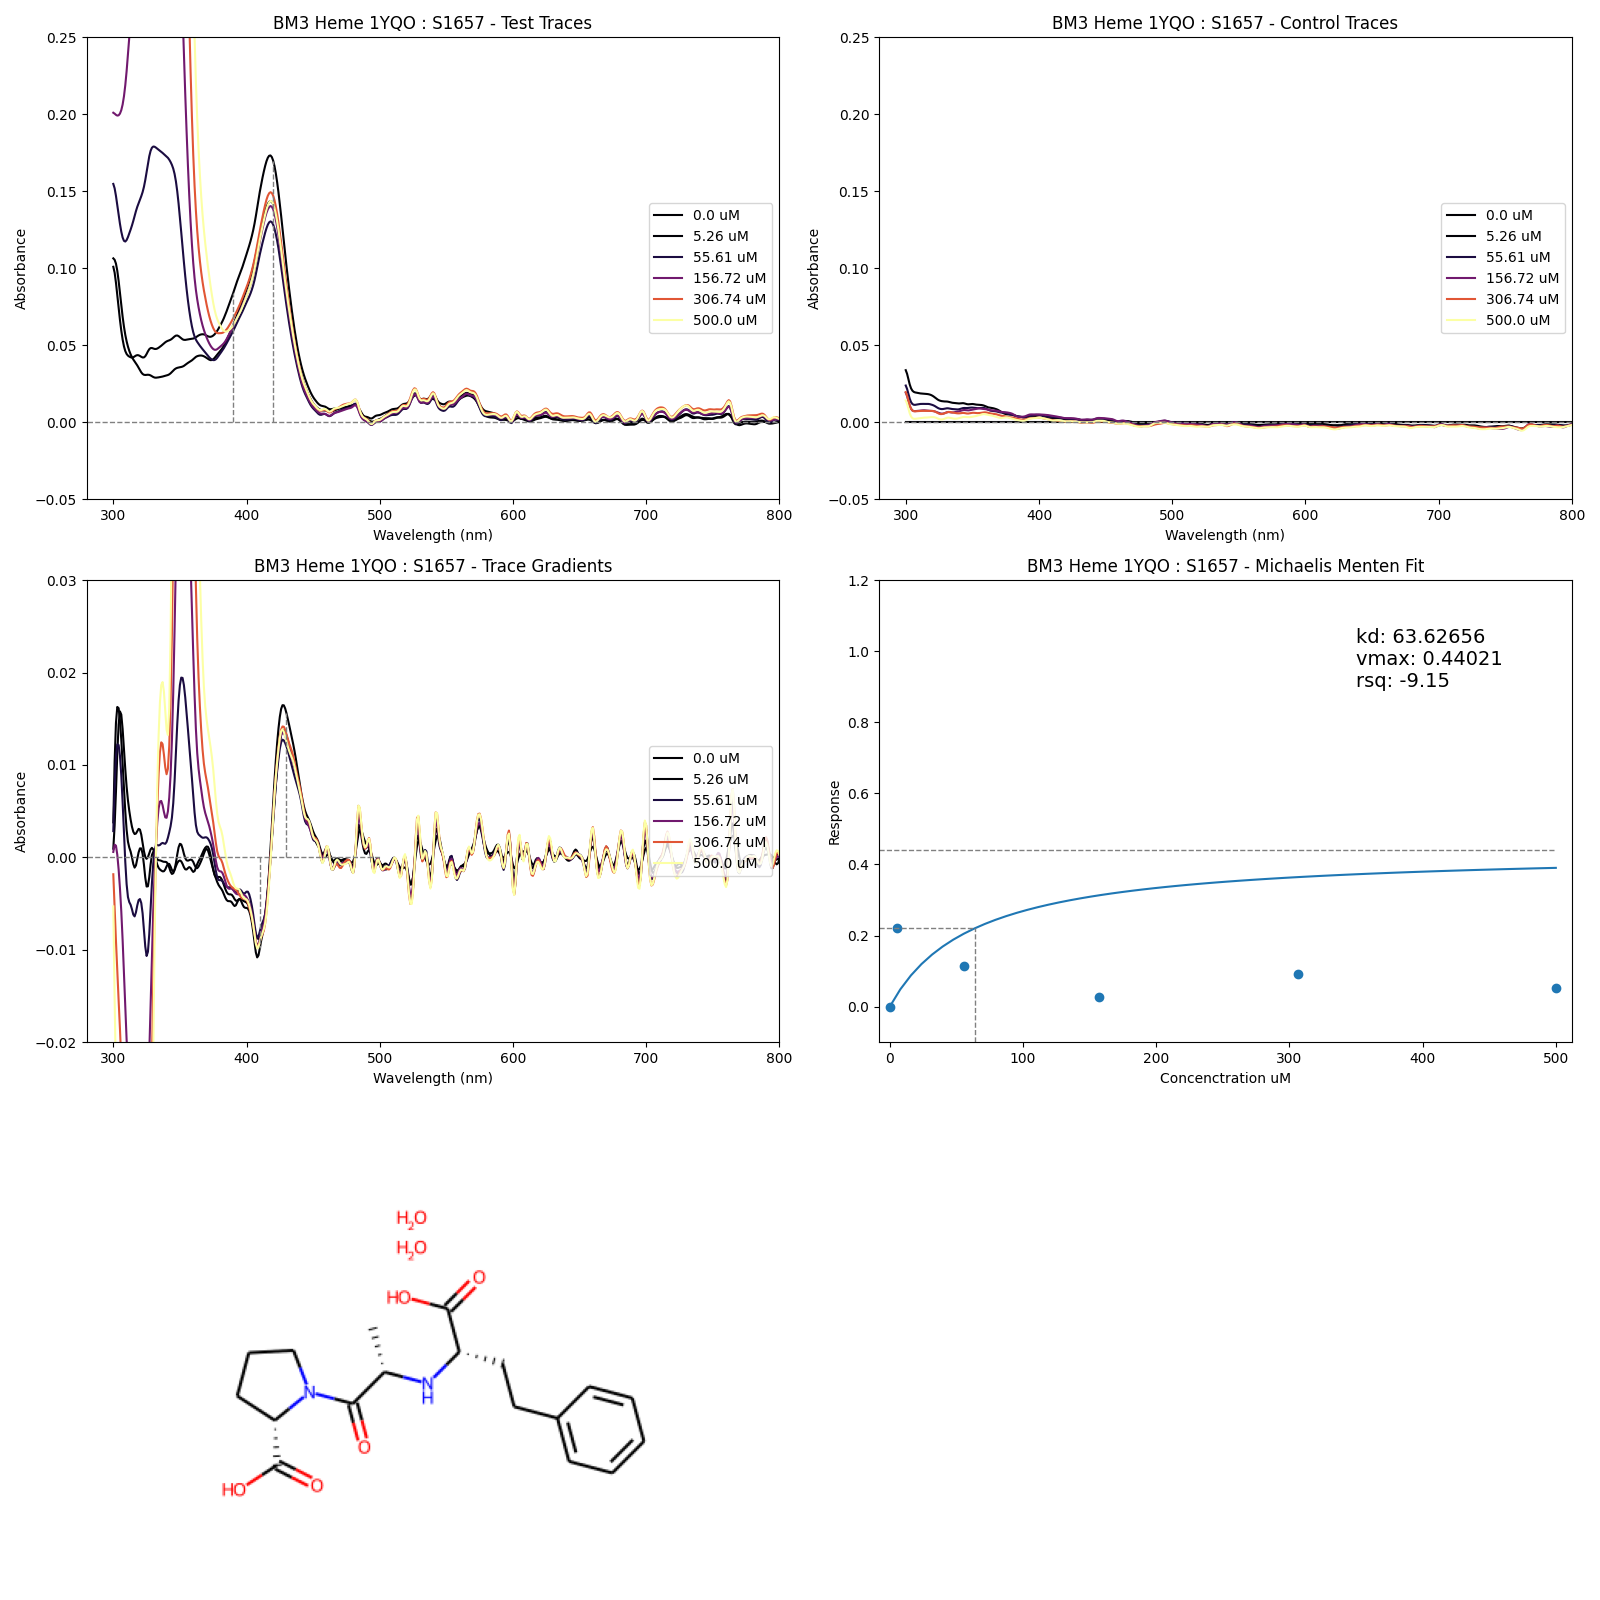 BM3 Heme 1YQO : S1657 - Test Traces
0.25
0.20
0.15
0.10
0.05
0.00
−0.05
Absorbance
300 400 500 600 700 800
Wavelength (nm)
0.0 uM
5.26 uM
55.61 uM
156.72 uM
306.74 uM
500.0 uM
BM3 Heme 1YQO : S1657 - Control Traces
0.25
0.20
0.15
0.10
0.05
0.00
−0.05
Absorbance
300 400 500 600 700 800
Wavelength (nm)
0.0 uM
5.26 uM
55.61 uM
156.72 uM
306.74 uM
500.0 uM
BM3 Heme 1YQO : S1657 - Trace Gradients
0.03
0.02
0.01
0.00
−0.01
−0.02
Absorbance
300 400 500 600 700 800
Wavelength (nm)
0.0 uM
5.26 uM
55.61 uM
156.72 uM
306.74 uM
500.0 uM
BM3 Heme 1YQO : S1657 - Michaelis Menten Fit
1.2
1.0
0.8
0.6
0.4
0.2
0.0
Response
0 100 200 300 400 500
Concenctration uM
kd: 63.62656
vmax: 0.44021
rsq: -9.15
H2O
H2O
HO O
N
N
H
O
HO O